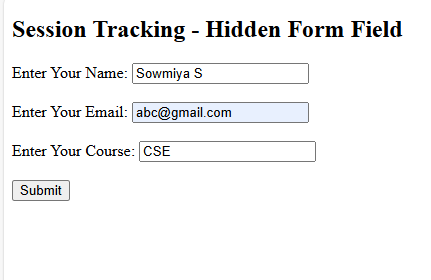 Session Tracking - Hidden Form Field
Enter Your Name: Sowmiya S
Enter Your Email: abc@gmail.com
Enter Your Course: CSE
Submit